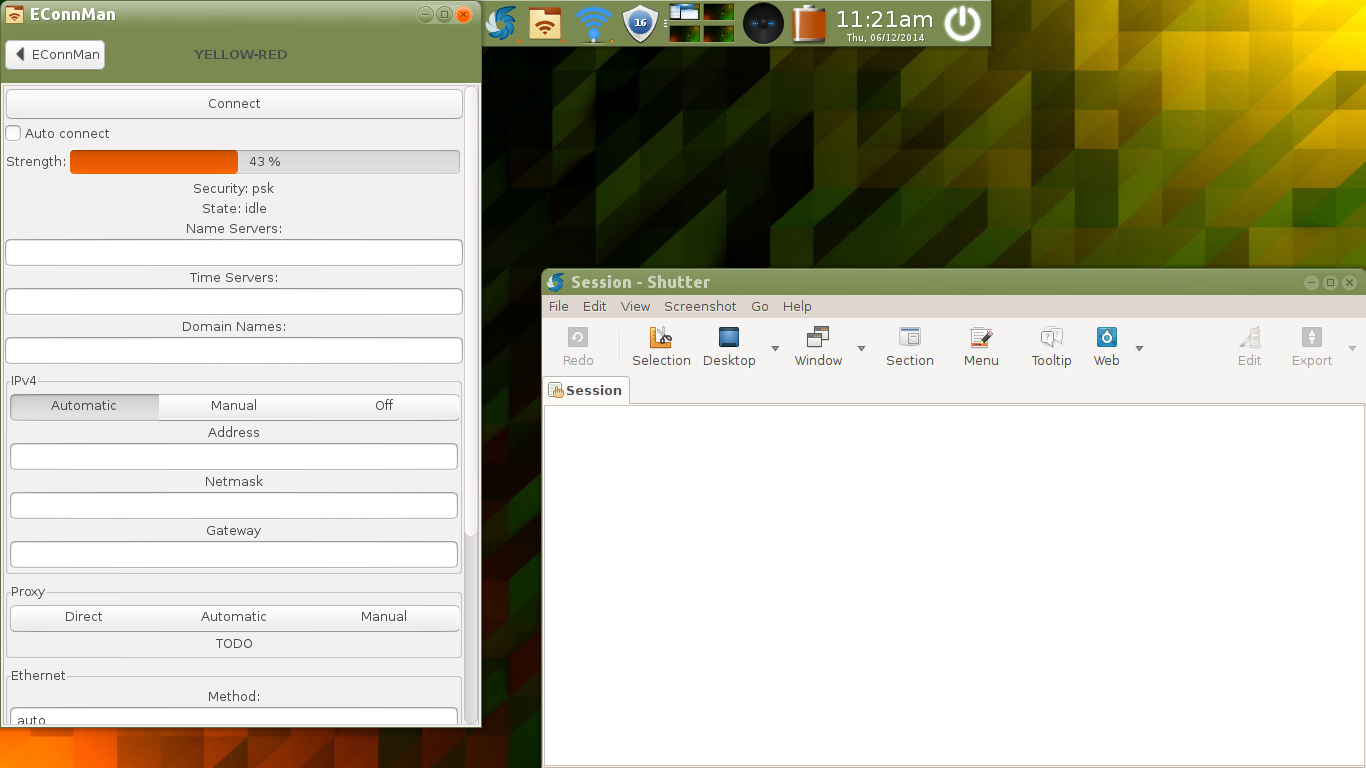 EConnMan
EConnMan
YELLOW-RED
Connect
Auto connect
Strength: 43 %
Security: psk
State: idle
Name Servers:
Time Servers:
Domain Names:
IPv4
Automatic Manual Off
Address
Netmask
Gateway
Proxy
Direct Automatic Manual
TODO
Ethernet
Method:
auto
16
11:21am
Thu, 06/12/2014
Session - Shutter
File Edit View Screenshot Go Help
Redo Selection Desktop Window Section Menu Tooltip Web Edit Export
Session